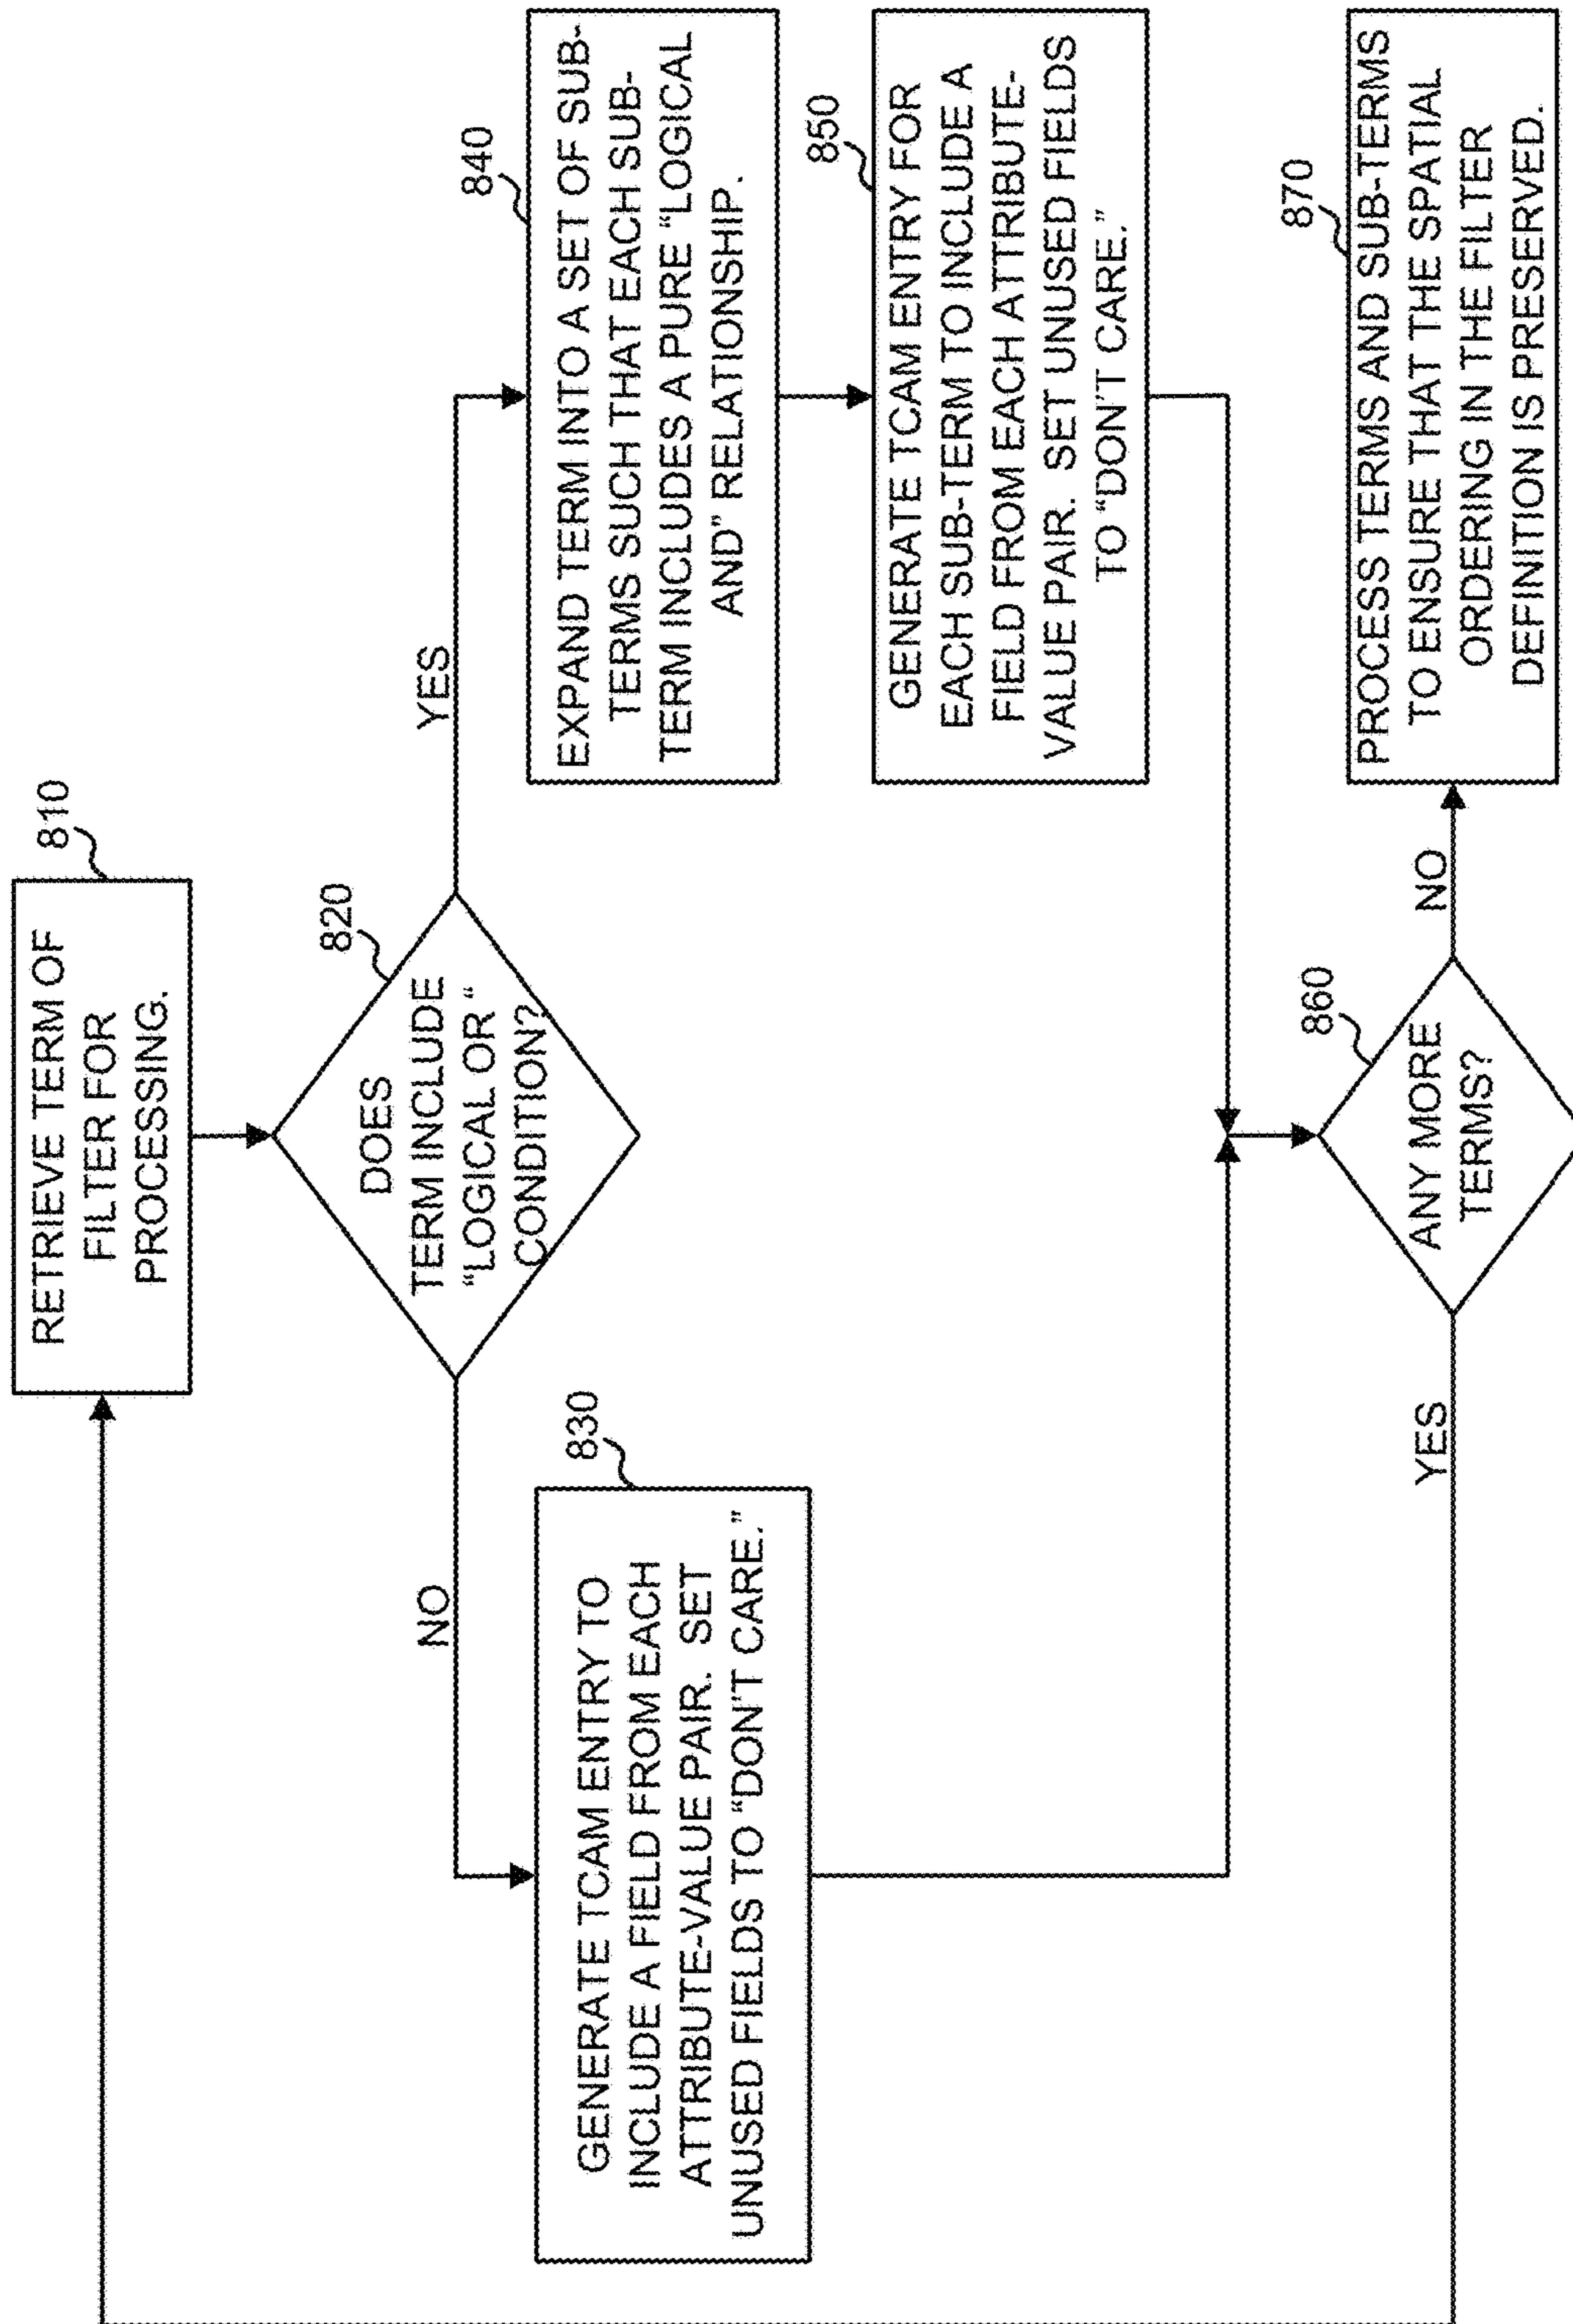 810
RETRIEVE TERM OF
FILTER FOR
PROCESSING.
820
DOES
TERM INCLUDE
“LOGICAL OR “
CONDITION?
NO
YES
830
GENERATE TCAM ENTRY TO
INCLUDE A FIELD FROM EACH
ATTRIBUTE-VALUE PAIR. SET
UNUSED FIELDS TO “DON'T CARE.”
840
EXPAND TERM INTO A SET OF SUB-
TERMS SUCH THAT EACH SUB-
TERM INCLUDES A PURE “LOGICAL
AND” RELATIONSHIP.
850
GENERATE TCAM ENTRY FOR
EACH SUB-TERM TO INCLUDE A
FIELD FROM EACH ATTRIBUTE-
VALUE PAIR. SET UNUSED FIELDS
TO “DON'T CARE.”
860
ANY MORE
TERMS?
YES
NO
870
PROCESS TERMS AND SUB-TERMS
TO ENSURE THAT THE SPATIAL
ORDERING IN THE FILTER
DEFINITION IS PRESERVED.